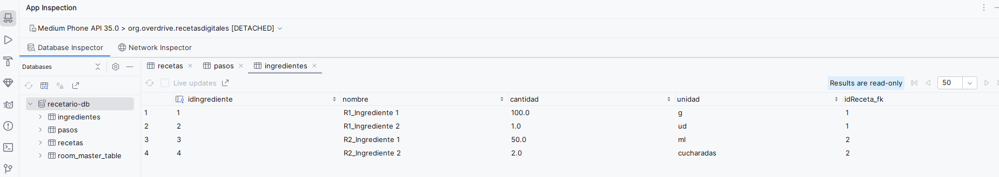 App Inspection
Medium Phone API 35.0 > org.overdrive.recetasdigitales [DETACHED]
Database Inspector Network Inspector
Databases
recetas pasos ingredientes
Live updates Results are read-only 50
recetario-db
ingredientes
pasos
recetas
room_master_table
idIngrediente nombre cantidad unidad idReceta_fk
1 1 R1_Ingrediente 1 100.0 g 1
2 2 R1_Ingrediente 2 1.0 ud 1
3 3 R2_Ingrediente 1 50.0 ml 2
4 4 R2_Ingrediente 2 2.0 cucharadas 2